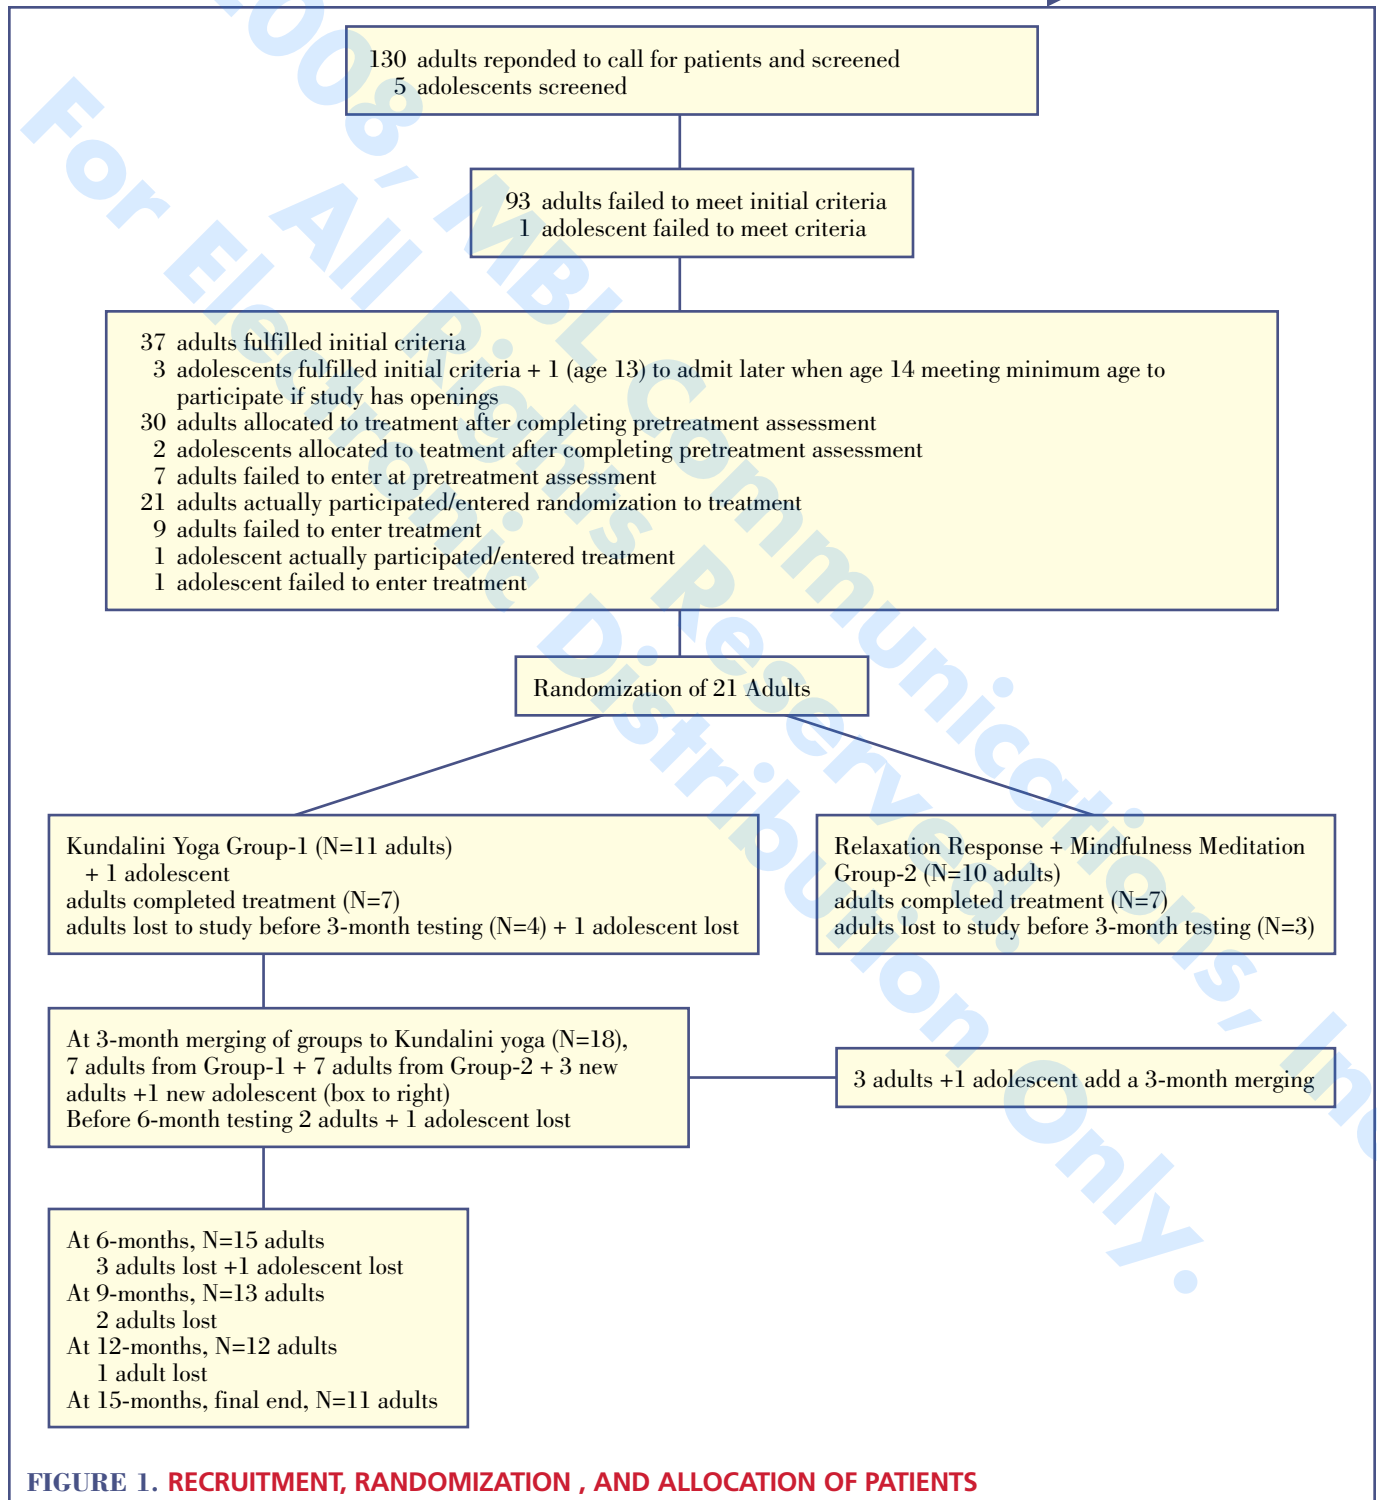 130 adults reponded to call for patients and screened
5 adolescents screened
93 adults failed to meet initial criteria
1 adolescent failed to meet criteria
37 adults fulfilled initial criteria
3 adolescents fulfilled initial criteria + 1 (age 13) to admit later when age 14 meeting minimum age to
participate if study has openings
30 adults allocated to treatment after completing pretreatment assessment
2 adolescents allocated to teatment after completing pretreatment assessment
7 adults failed to enter at pretreatment assessment
21 adults actually participated/entered randomization to treatment
9 adults failed to enter treatment
1 adolescent actually participated/entered treatment
1 adolescent failed to enter treatment
Randomization of 21 Adults
Kundalini Yoga Group-1 (N=11 adults)
+ 1 adolescent
adults completed treatment (N=7)
adults lost to study before 3-month testing (N=4) + 1 adolescent lost
Relaxation Response + Mindfulness Meditation
Group-2 (N=10 adults)
adults completed treatment (N=7)
adults lost to study before 3-month testing (N=3)
At 3-month merging of groups to Kundalini yoga (N=18),
7 adults from Group-1 + 7 adults from Group-2 + 3 new
adults +1 new adolescent (box to right)
Before 6-month testing 2 adults + 1 adolescent lost
3 adults +1 adolescent add a 3-month merging
At 6-months, N=15 adults
3 adults lost +1 adolescent lost
At 9-months, N=13 adults
2 adults lost
At 12-months, N=12 adults
1 adult lost
At 15-months, final end, N=11 adults
FIGURE 1. RECRUITMENT, RANDOMIZATION , AND ALLOCATION OF PATIENTS
2008, MBL Communications, Inc
All Rights Reserved.
For Electronic Distribution Only.